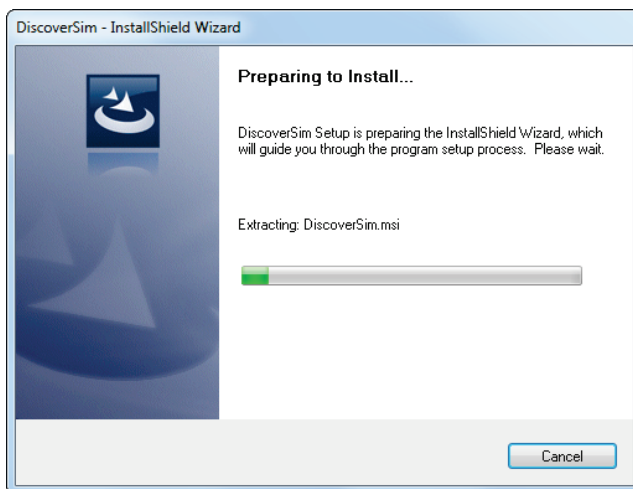 DiscoverSim - InstallShield Wizard
Preparing to Install...
DiscoverSim Setup is preparing the InstallShield Wizard, which
will guide you through the program setup process.  Please wait.
Extracting: DiscoverSim.msi
Cancel